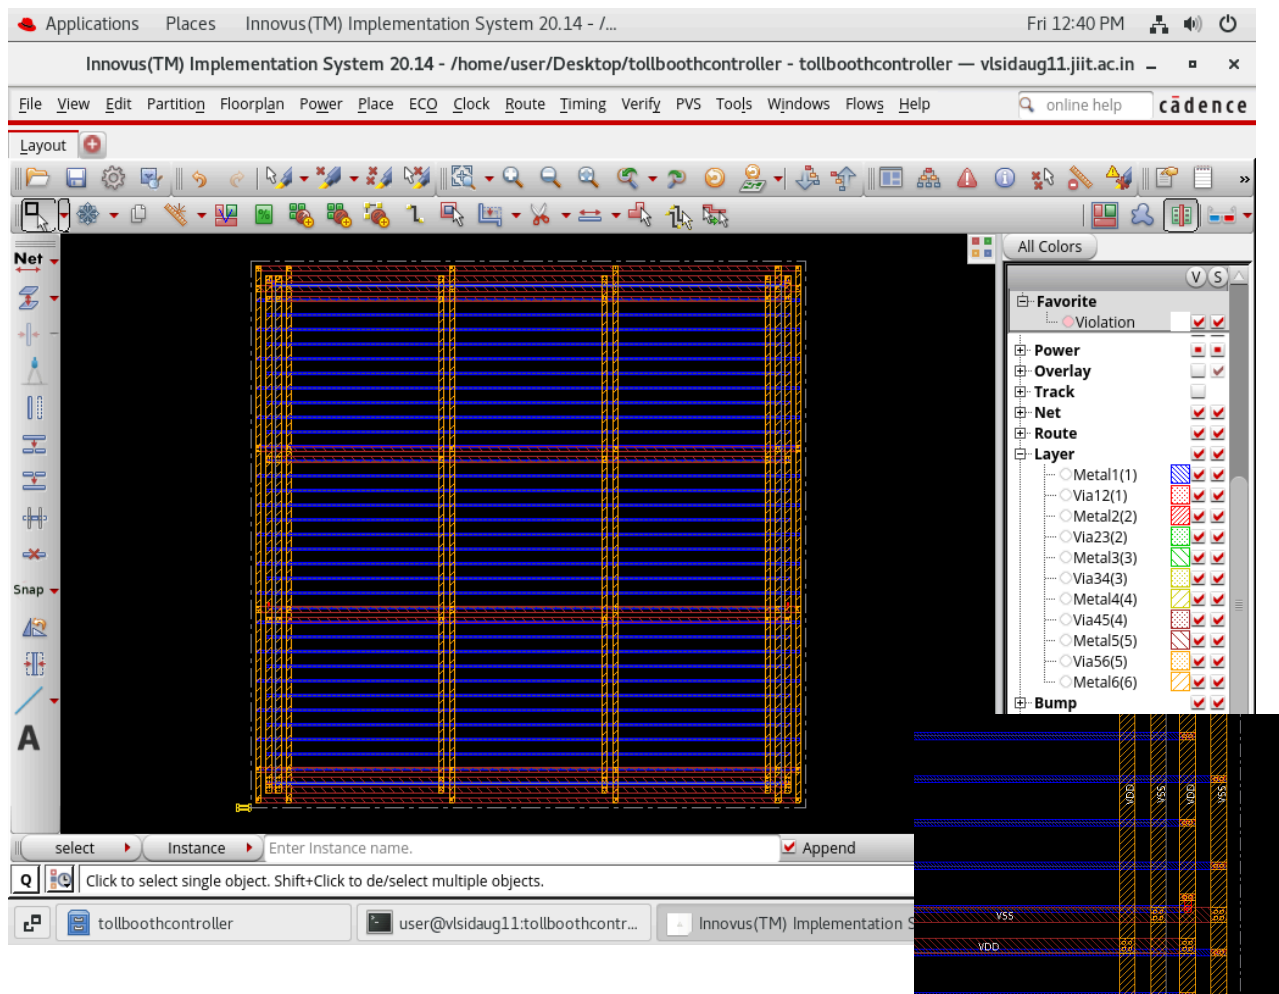 Applications Places Innovus(TM) Implementation System 20.14 - /... Fri 12:40 PM
Innovus(TM) Implementation System 20.14 - /home/user/Desktop/tollboothcontroller - tollboothcontroller — vlsidaug11.jiit.ac.in
File View Edit Partition Floorplan Power Place ECO Clock Route Timing Verify PVS Tools Windows Flows Help online help cādence
Layout
»
All Colors
Net
V S
Favorite
Violation
Power
Overlay
Track
Net
Route
Layer
Metal1(1)
Via12(1)
Metal2(2)
Via23(2)
Metal3(3)
Via34(3)
Metal4(4)
Via45(4)
Metal5(5)
Via56(5)
Metal6(6)
Bump
Snap
A
VDD VSS VDD VSS
VSS
VDD
select Instance Enter Instance name. Append
Q Click to select single object. Shift+Click to de/select multiple objects.
tollboothcontroller user@vlsidaug11:tollboothcontr... Innovus(TM) Implementation S